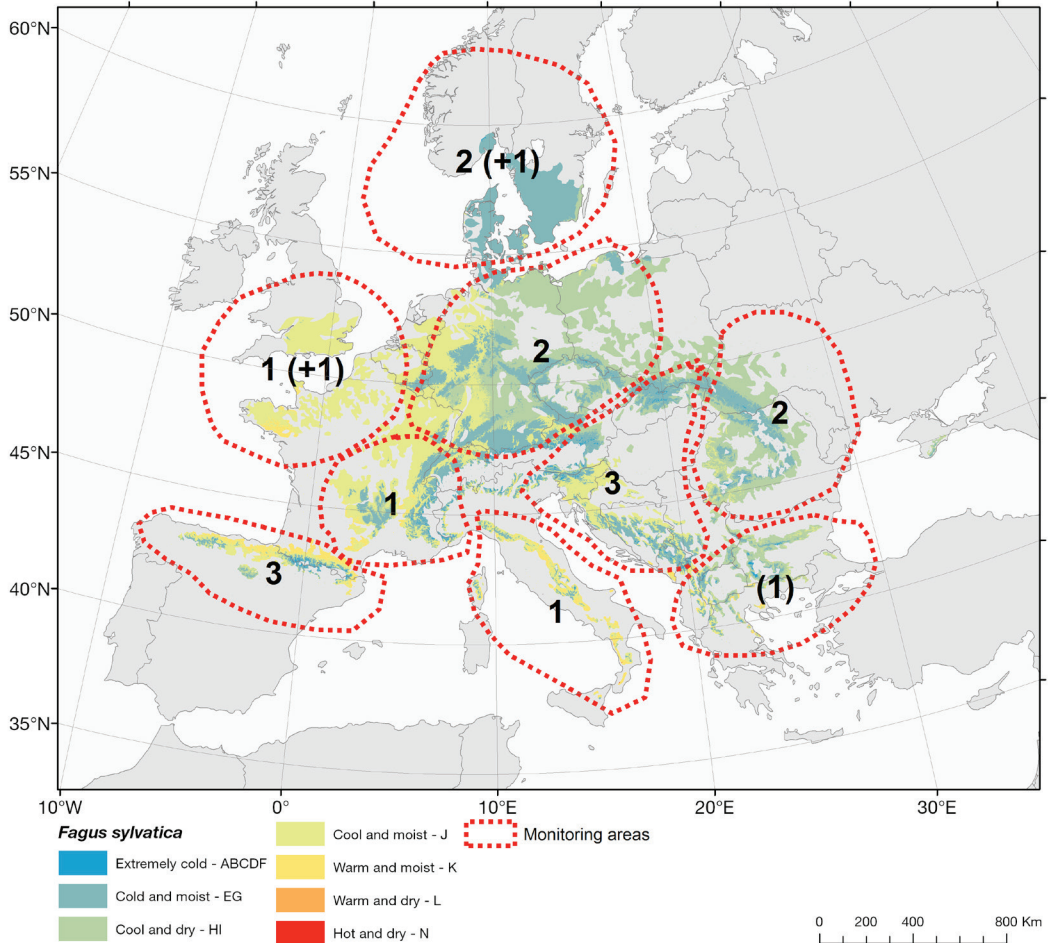 60°N
55°N
50°N
45°N
40°N
35°N
2 (+1)
1 (+1)
2
2
3
1
3
1
(1)
10°W
0°
10°E
20°E
30°E
Fagus sylvatica
Extremely cold - ABCDF
Cold and moist - EG
Cool and dry - HI
Cool and moist - J
Warm and moist - K
Warm and dry - L
Hot and dry - N
Monitoring areas
0 200 400 800 Km